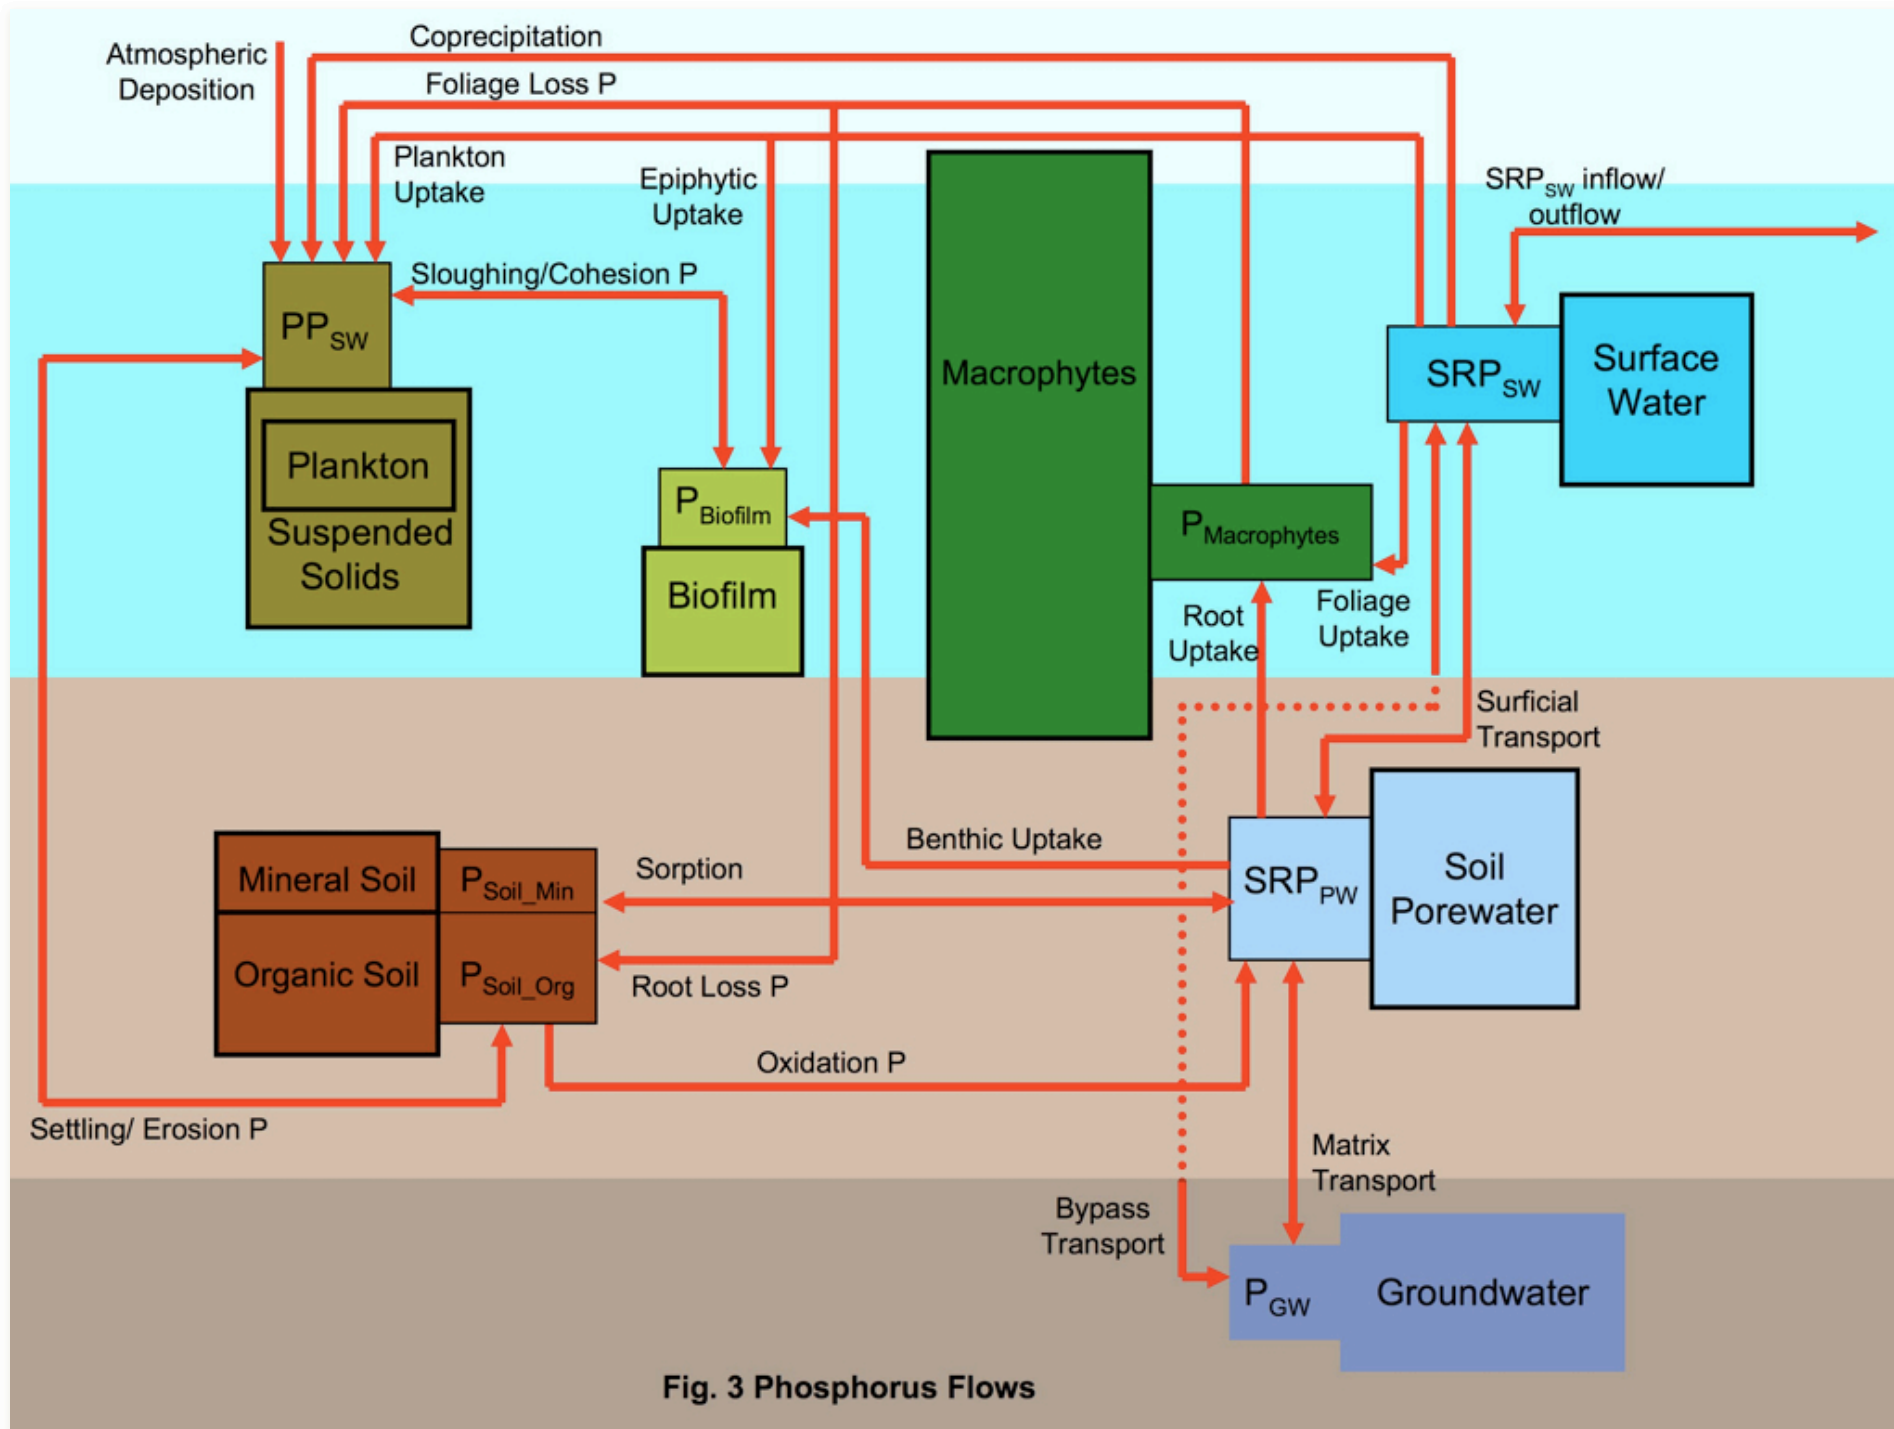 Coprecipitation
Atmospheric
Deposition
Foliage Loss P
Plankton
Uptake
Epiphytic
Uptake
SRPSW inflow/
outflow
Sloughing/Cohesion P
PPSW
Macrophytes
SRPSW
Surface
Water
Plankton
Suspended
Solids
PBiofilm
Biofilm
PMacrophytes
Root
Uptake
Foliage
Uptake
Surficial
Transport
Benthic Uptake
Sorption
Mineral Soil
PSoil_Min
SRPPW
Soil
Porewater
Organic Soil
PSoil_Org
Root Loss P
Oxidation P
Settling/ Erosion P
Matrix
Transport
Bypass
Transport
PGW
Groundwater
Fig. 3 Phosphorus Flows